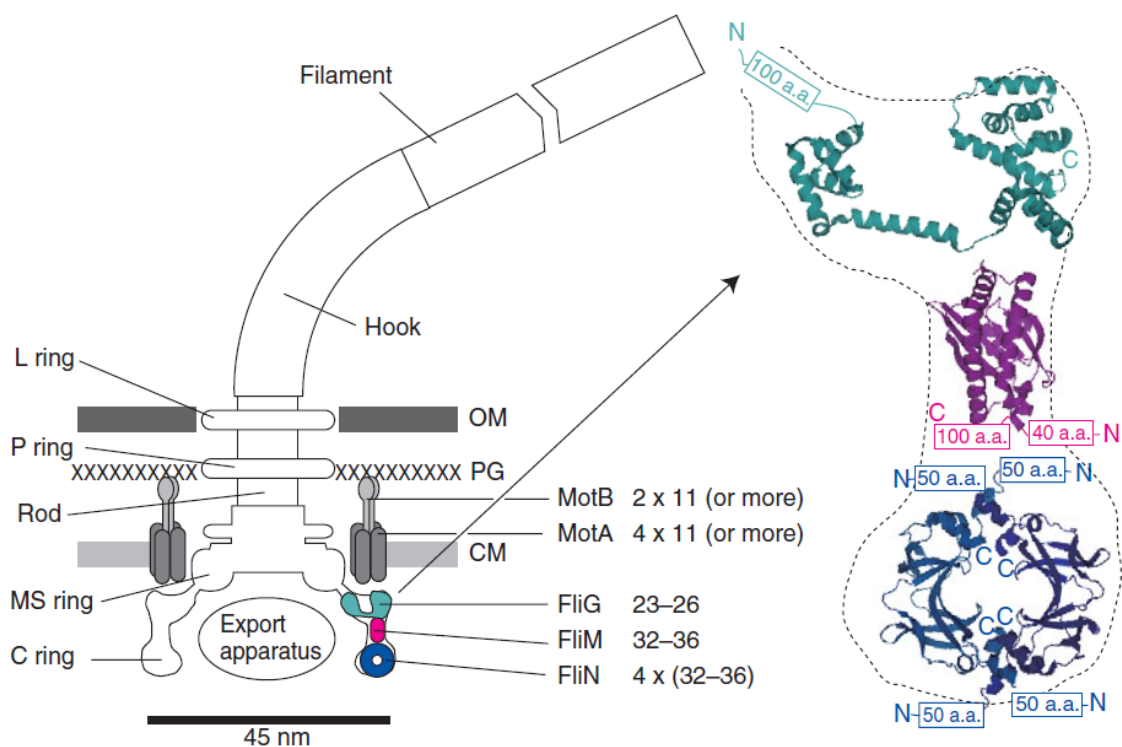 Filament
Hook
L ring
OM
P ring
XXXXXXXXXX
XXXXXXXXXX
PG
Rod
MotB 2 x 11 (or more)
MotA 4 x 11 (or more)
CM
MS ring
FliG 23–26
Export
apparatus
FliM 32–36
C ring
FliN 4 x (32–36)
45 nm
N
100 a.a.
C
C
100 a.a.
40 a.a.
N
N
50 a.a.
50 a.a.
N
C
C
C
C
N
50 a.a.
50 a.a.
N